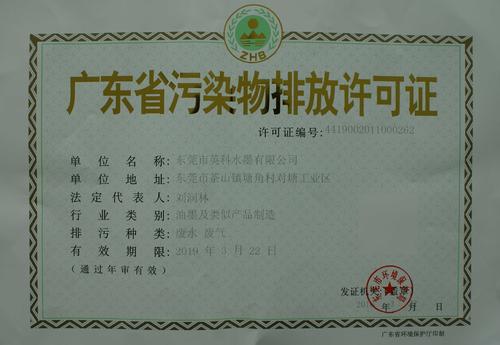 ZHB
广东省污染物排放许可证
许可证编号:4419002011000262
单位名称:东莞市英科水墨有限公司
单位地址:东莞市茶山镇塘角村对塘工业区
法定代表人:刘润林
行业类别:油墨及类似产品制造
排污种类:废水 废气
有效期限:2019 年 3 月 22 日
(通过年审有效)
发证机关:
年 月 日
广东省环境保护厅印制